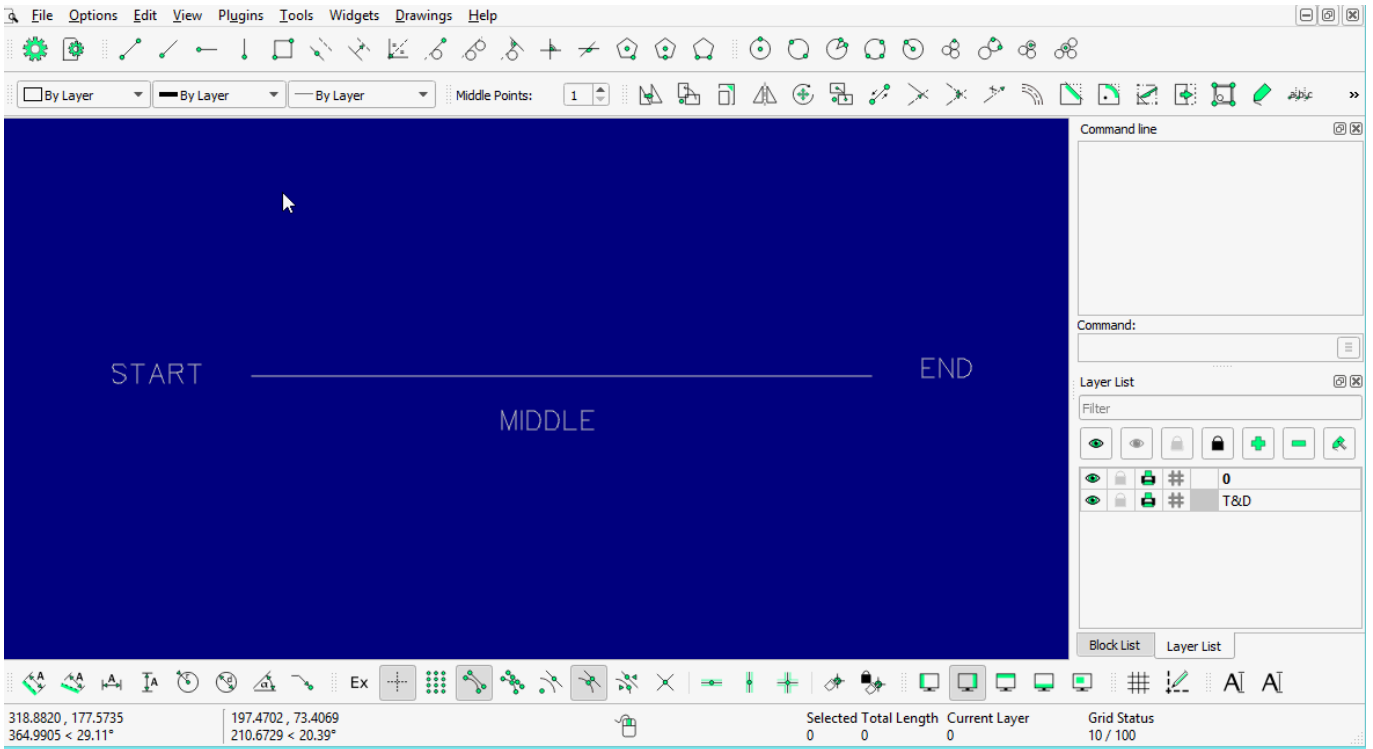 File Options Edit View Plugins Tools Widgets Drawings Help
By Layer By Layer By Layer Middle Points: 1 »
Command line
Command:
START END
MIDDLE
Layer List
Filter
0
T&D
Block List Layer List
Ex
318.8820 , 177.5735 197.4702 , 73.4069 Selected Total Length Current Layer Grid Status
364.9905 < 29.11° 210.6729 < 20.39° 0 0 0 10 / 100